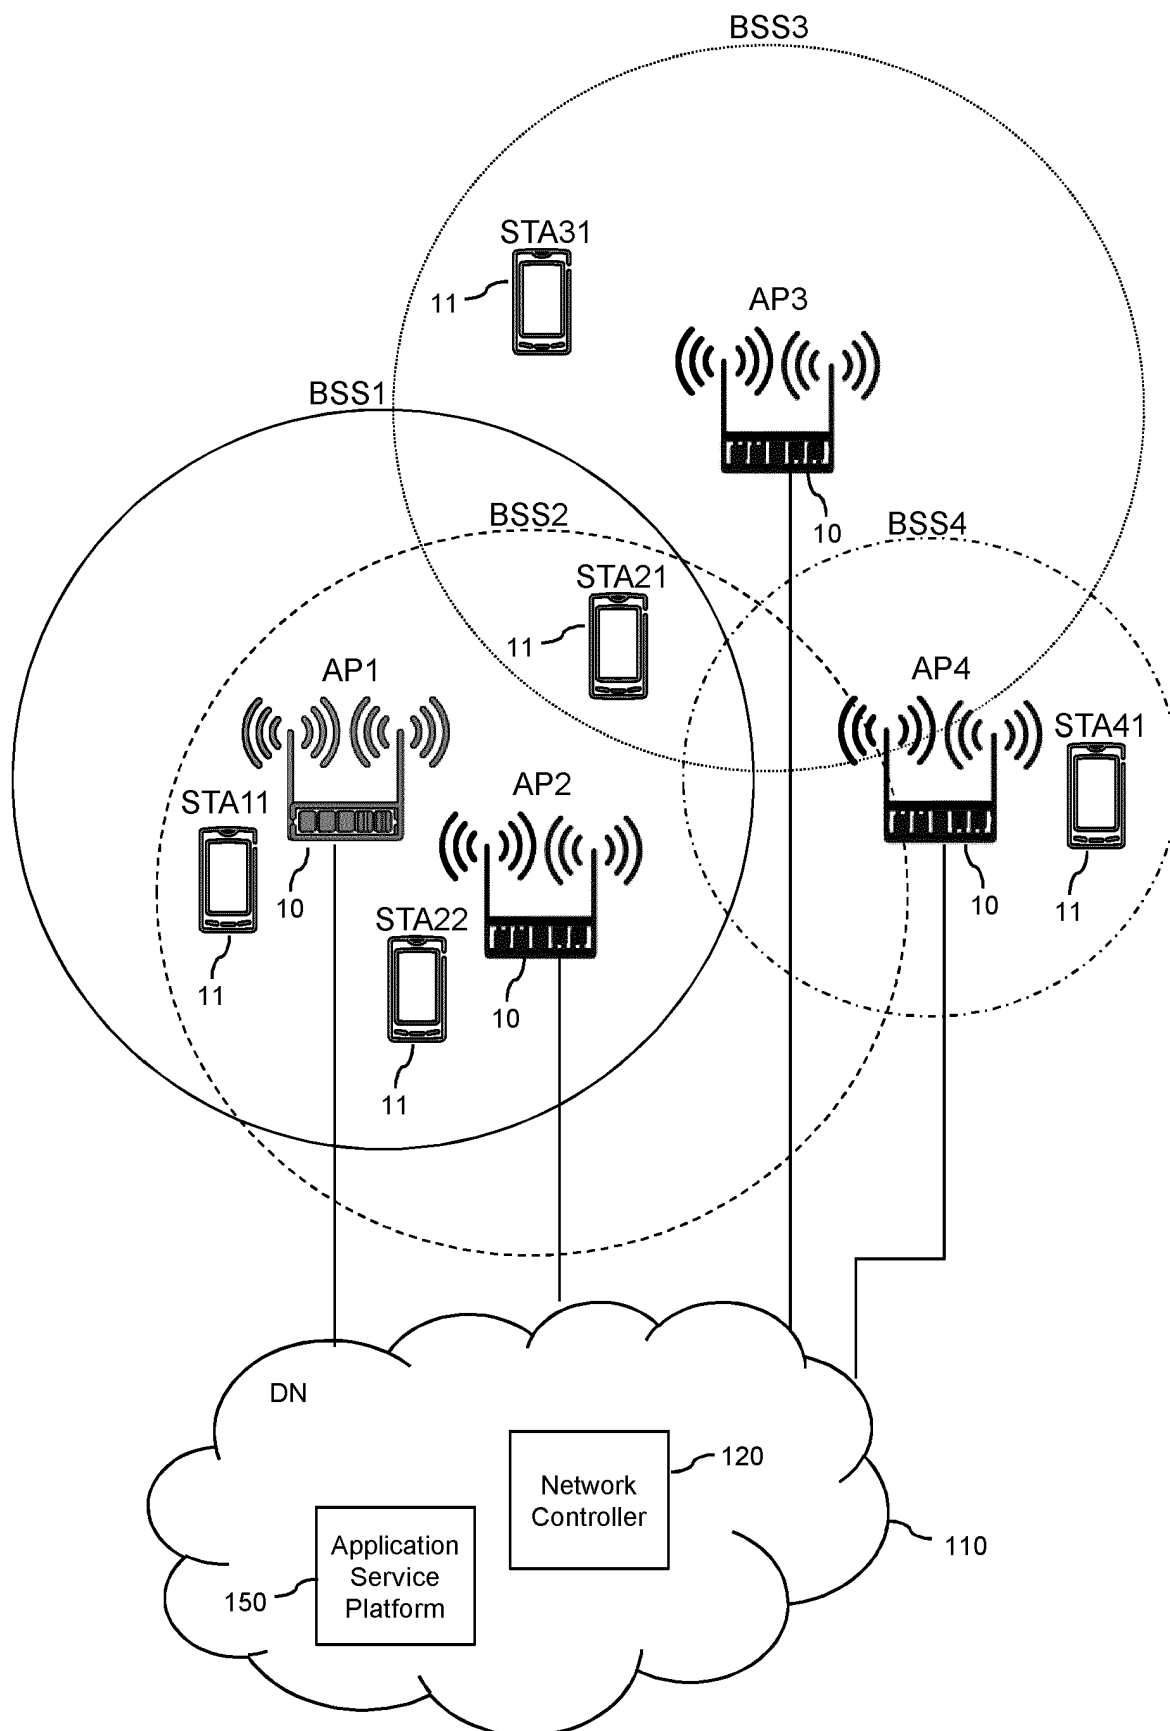 BSS3
STA31
11
AP3
BSS1
10
BSS2
BSS4
STA21
11
AP1
AP4
STA41
AP2
STA11
10
STA22
10
11
11
10
11
DN
120
Network
Controller
110
Application
Service
Platform
150